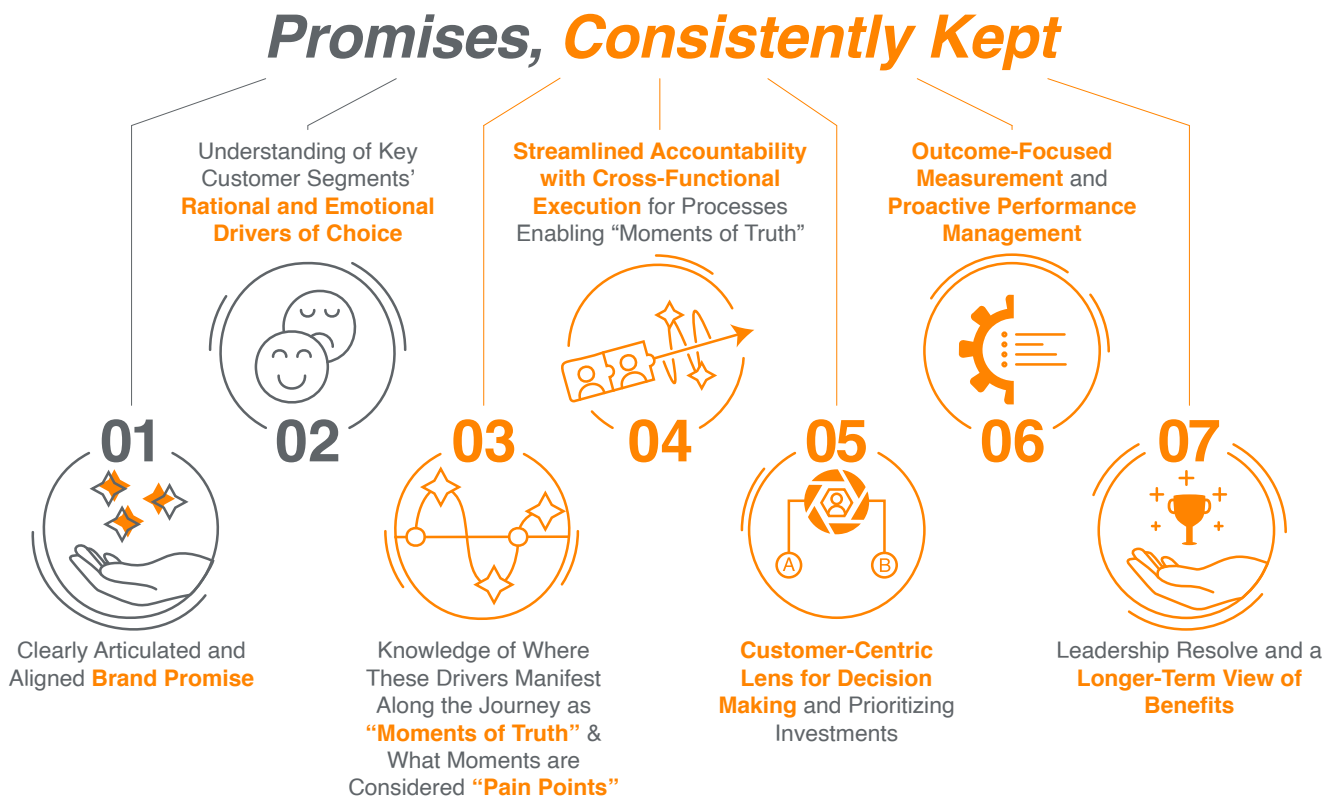 Promises, Consistently Kept
01
Clearly Articulated and
Aligned Brand Promise
Understanding of Key
Customer Segments’
Rational and Emotional
Drivers of Choice
02
03
Knowledge of Where
These Drivers Manifest
Along the Journey as
“Moments of Truth” &
What Moments are
Considered “Pain Points”
Streamlined Accountability
with Cross-Functional
Execution for Processes
Enabling “Moments of Truth”
04
05
A
B
Customer-Centric
Lens for Decision
Making and Prioritizing
Investments
Outcome-Focused
Measurement and
Proactive Performance
Management
06
07
Leadership Resolve and a
Longer-Term View of
Benefits